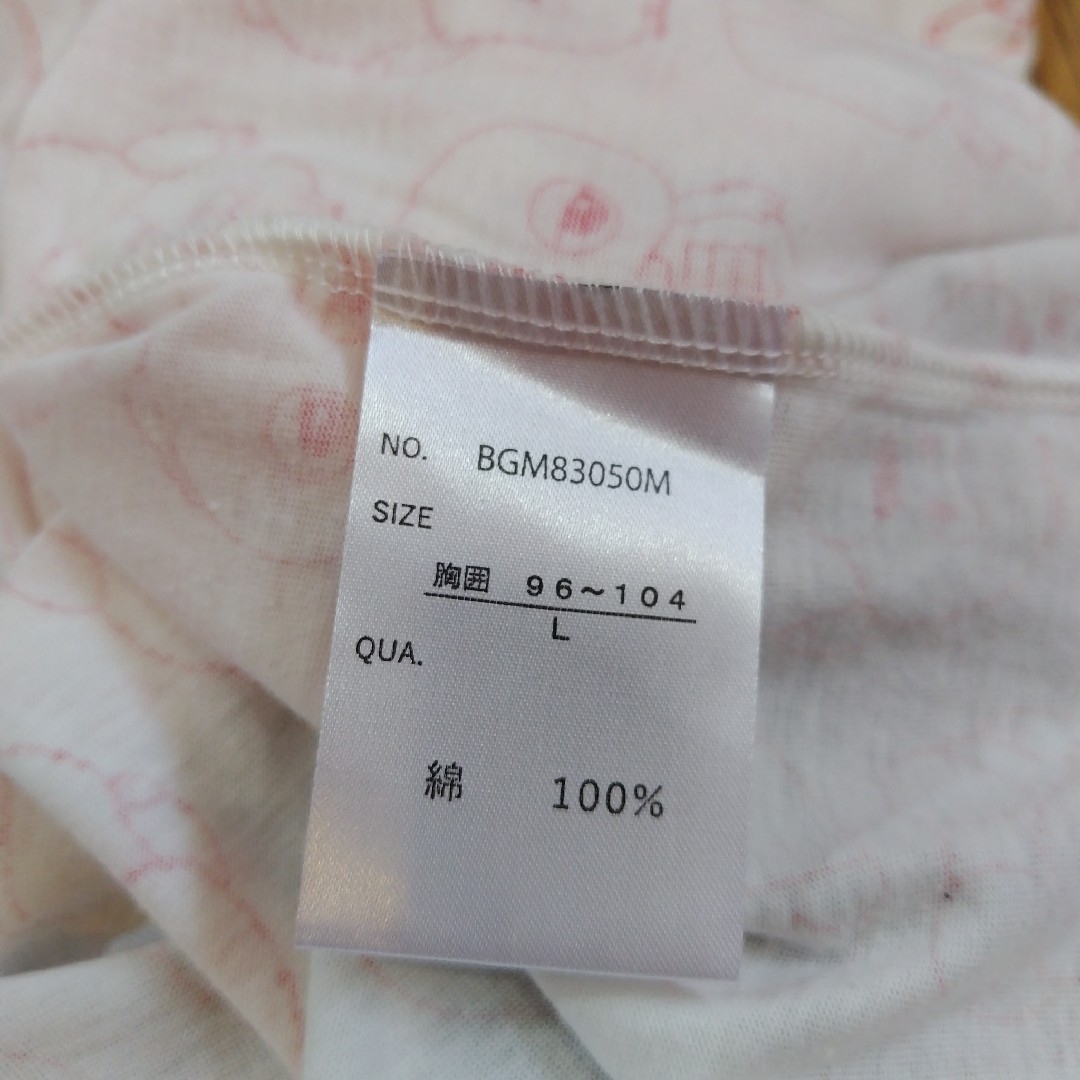 NO. BGM83050M
SIZE
胸囲 96～104
L
QUA.
綿 100%